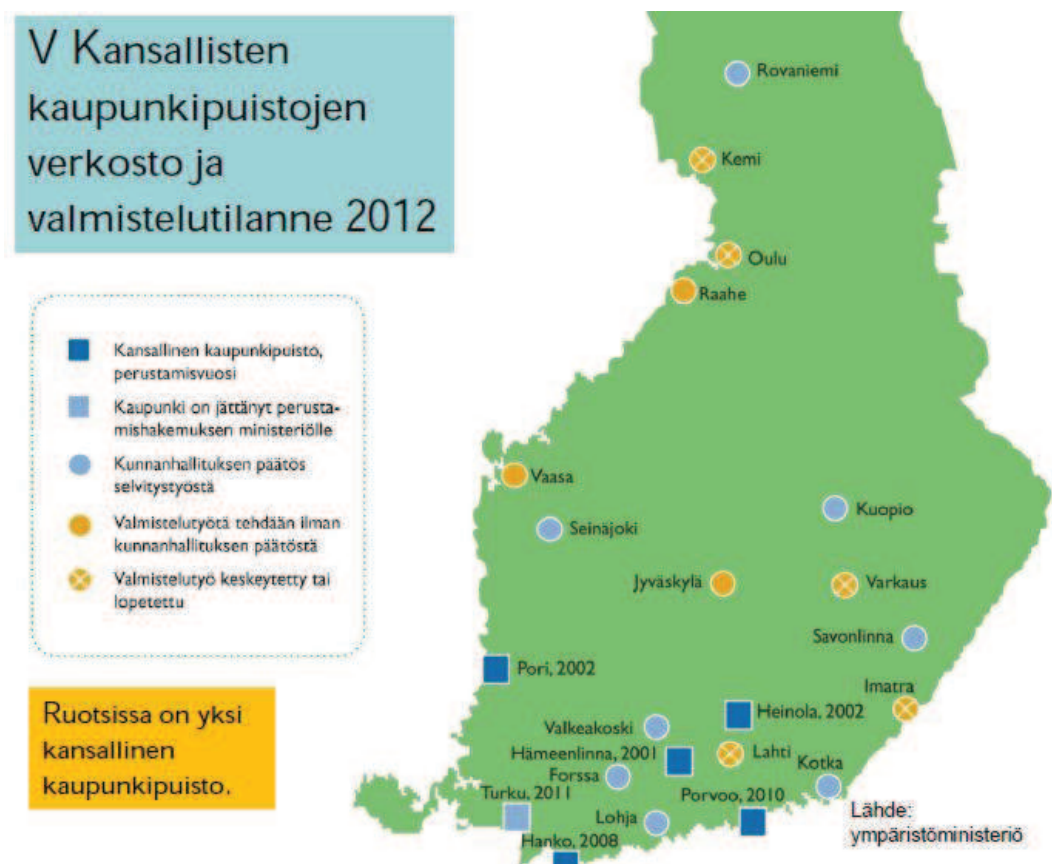 V Kansallisten
kaupunkipuistojen
verkosto ja
valmistelutilanne 2012
Kansallinen kaupunkipuisto,
perustamisvuosi
Kaupunki on jättänyt perusta-
mishakemuksen ministeriölle
Kunnanhallituksen päätös
selvitystyöstä
Valmistelutyötä tehdään ilman
kunnanhallituksen päätöstä
Valmistelutyö keskeytetty tai
lopetettu
Ruotsissa on yksi
kansallinen
kaupunkipuisto.
Rovaniemi
Kemi
Oulu
Raahe
Vaasa
Seinäjoki
Kuopio
Jyväskylä
Varkaus
Savonlinna
Pori, 2002
Imatra
Heinola, 2002
Valkeakoski
Hämeenlinna, 2001
Lahti
Forssa
Kotka
Turku, 2011
Porvoo, 2010
Lohja
Hanko, 2008
Lähde:
ympäristöministeriö